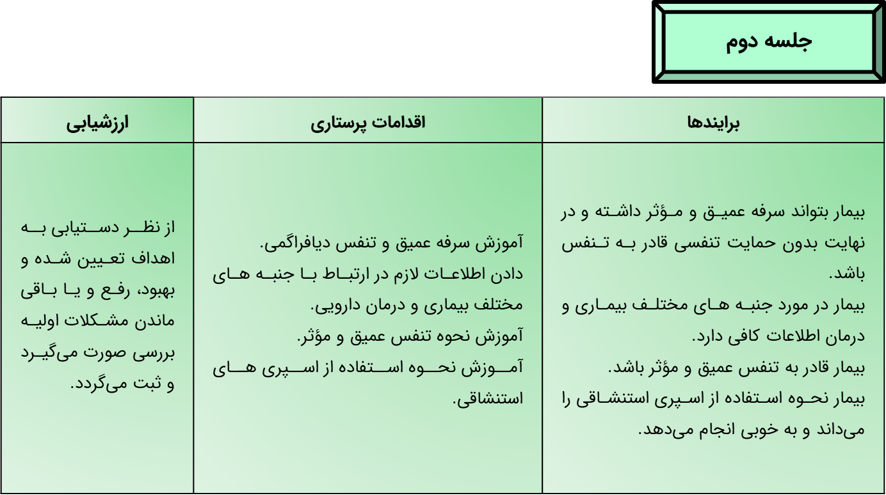 جلسه دوم
برایندها
اقدامات پرستاری
ارزشیابی
بیمار بتواند سرفه عمیق و مؤثر داشته و در
نهایت بدون حمایت تنفسی قادر به تنفس
باشد.
بیمار در مورد جنبه های مختلف بیماری و
درمان اطلاعات کافی دارد.
بیمار قادر به تنفس عمیق و مؤثر باشد.
بیمار نحوه استفاده از اسپری استنشاقی را
می‌داند و به خوبی انجام می‌دهد.
آموزش سرفه عمیق و تنفس دیافراگمی.
دادن اطلاعات لازم در ارتباط با جنبه های
مختلف بیماری و درمان دارویی.
آموزش نحوه تنفس عمیق و مؤثر.
آموزش نحوه استفاده از اسپری های
استنشاقی.
از نظر دستیابی به
اهداف تعیین شده و
بهبود، رفع و یا باقی
ماندن مشکلات اولیه
بررسی صورت می‌گیرد
و ثبت می‌گردد.